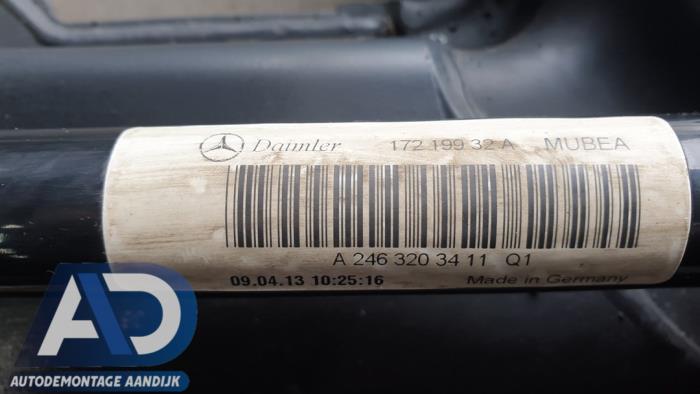 Daimler 172 199 32 A MUBEA
A 246 320 34 11 Q1
09.04.13 10:25:16 Made in Germany
AD
AUTODEMONTAGE AANDIJK